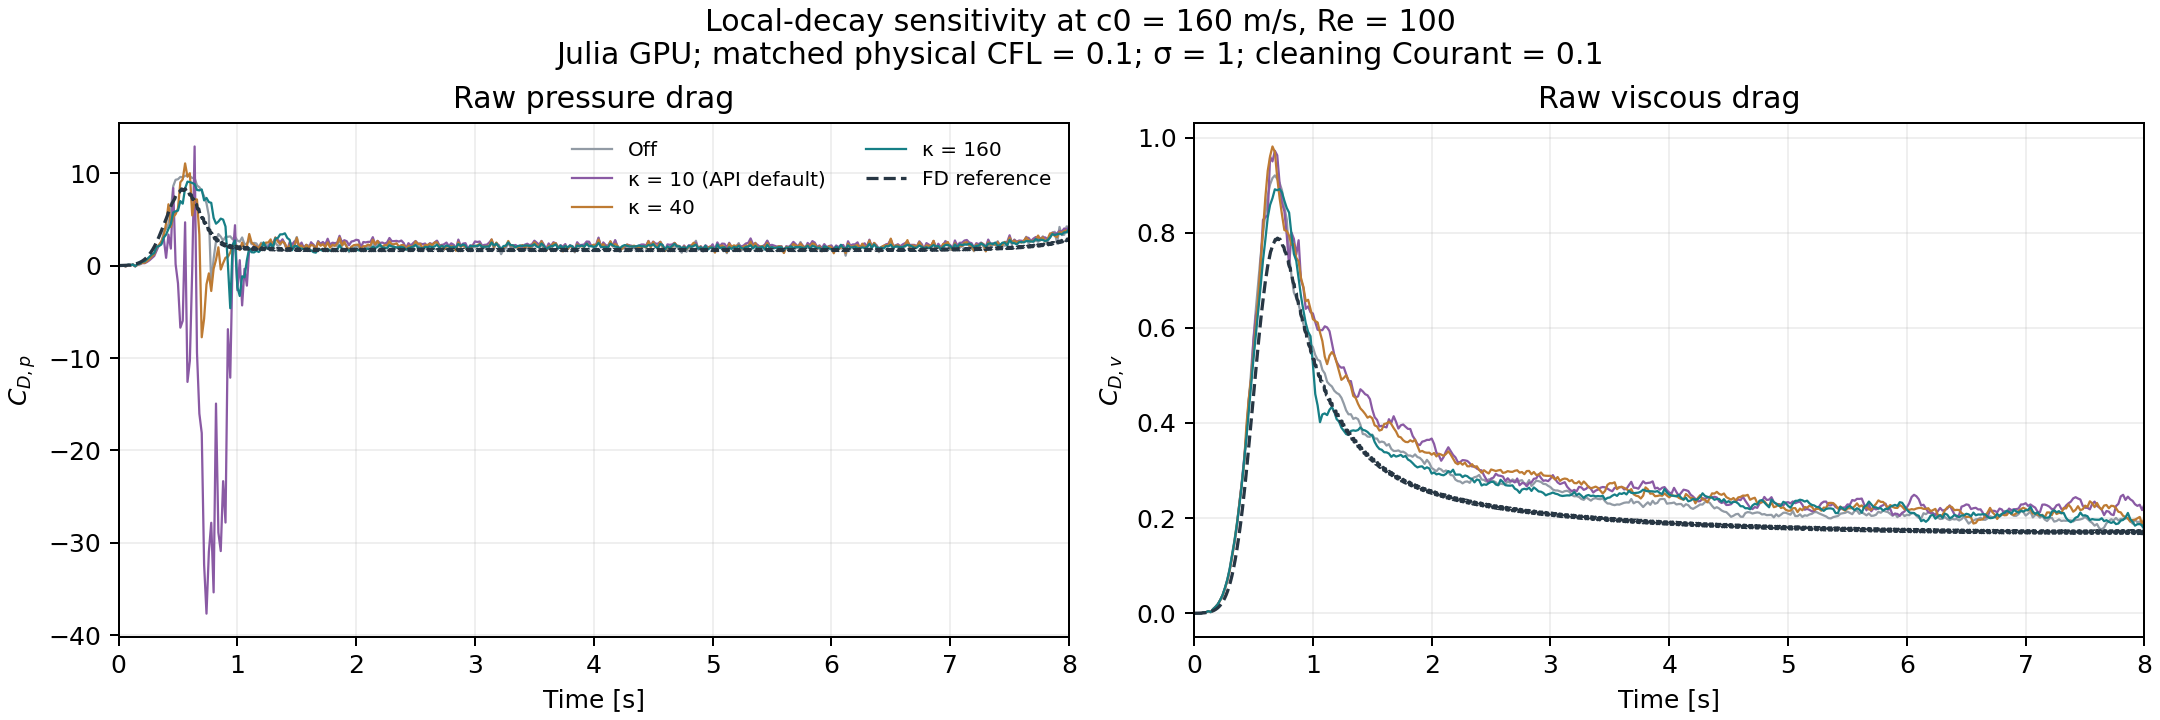 Local-decay sensitivity at c0 = 160 m/s, Re = 100
Julia GPU; matched physical CFL = 0.1; σ = 1; cleaning Courant = 0.1
Raw pressure drag
10
0
−10
−20
−30
−40
C_{D,p}
0 1 2 3 4 5 6 7 8
Time [s]
Off
κ = 10 (API default)
κ = 40
κ = 160
FD reference
Raw viscous drag
1.0
0.8
0.6
0.4
0.2
0.0
C_{D,v}
0 1 2 3 4 5 6 7 8
Time [s]